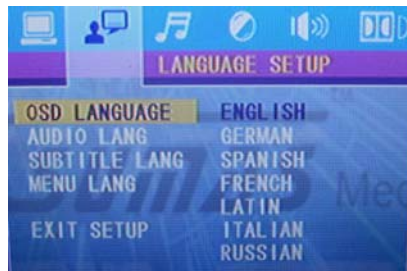 LANGUAGE SETUP
OSD LANGUAGE ENGLISH
AUDIO LANG GERMAN
SUBTITLE LANG SPANISH
MENU LANG FRENCH
LATIN
EXIT SETUP ITALIAN
RUSSIAN